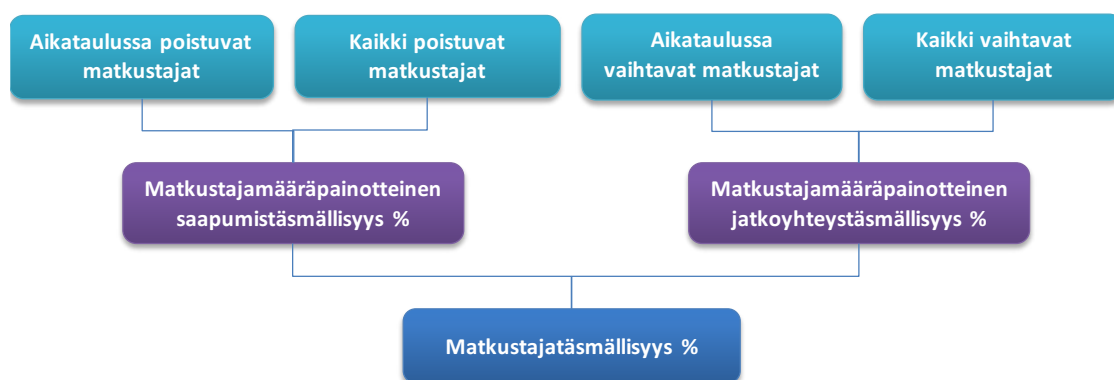 Aikataulussa poistuvat
matkustajat
Kaikki poistuvat
matkustajat
Aikataulussa
vaihtavat matkustajat
Kaikki vaihtavat
matkustajat
Matkustajamääräpainotteinen
saapumistäsmällisyys %
Matkustajamääräpainotteinen
jatkoyhteystäsmällisyys %
Matkustajatäsmällisyys %